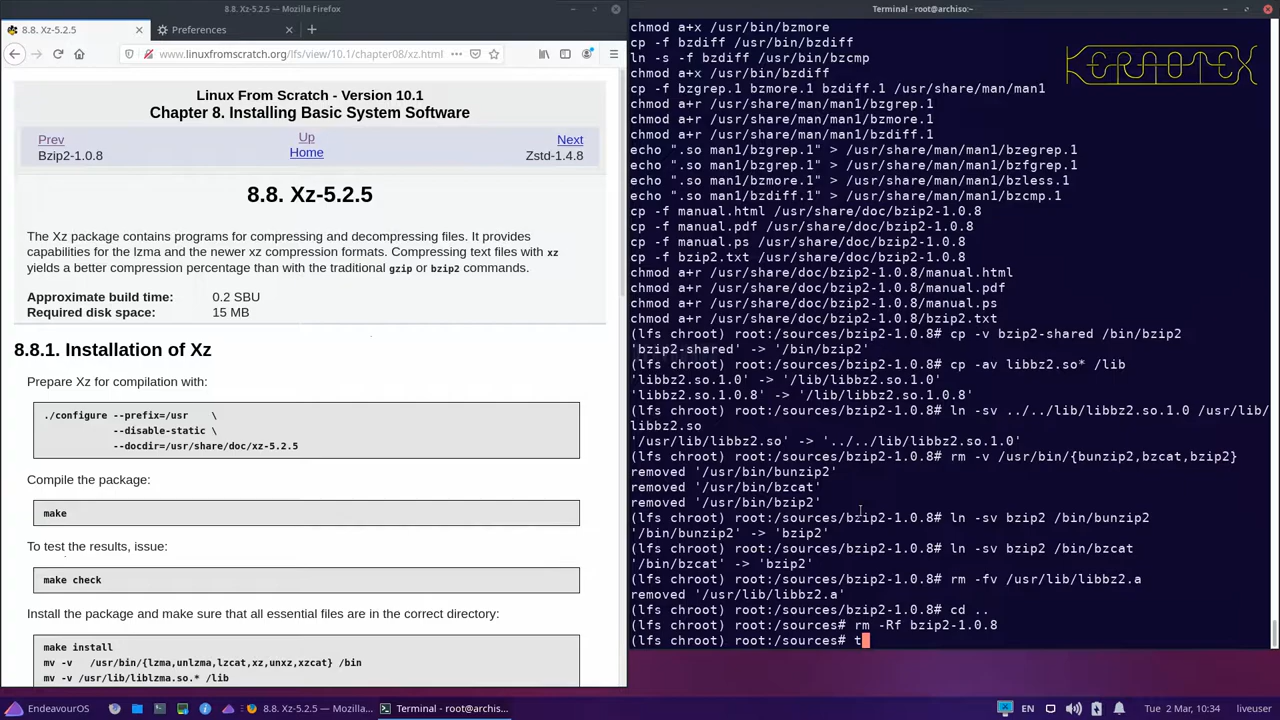 8.8. Xz-5.2.5 — Mozilla Firefox
8.8. Xz-5.2.5
Preferences
www.linuxfromscratch.org/lfs/view/10.1/chapter08/xz.html
Linux From Scratch - Version 10.1
Chapter 8. Installing Basic System Software
Prev
Up
Next
Bzip2-1.0.8
Home
Zstd-1.4.8
8.8. Xz-5.2.5
The Xz package contains programs for compressing and decompressing files. It provides
capabilities for the lzma and the newer xz compression formats. Compressing text files with xz
yields a better compression percentage than with the traditional gzip or bzip2 commands.
Approximate build time: 0.2 SBU
Required disk space: 15 MB
8.8.1. Installation of Xz
Prepare Xz for compilation with:
./configure --prefix=/usr \
--disable-static \
--docdir=/usr/share/doc/xz-5.2.5
Compile the package:
make
To test the results, issue:
make check
Install the package and make sure that all essential files are in the correct directory:
make install
mv -v /usr/bin/{lzma,unlzma,lzcat,xz,unxz,xzcat} /bin
mv -v /usr/lib/liblzma.so.* /lib
Terminal - root@archiso:~
KERNOTEX
chmod a+x /usr/bin/bzmore
cp -f bzdiff /usr/bin/bzdiff
ln -s -f bzdiff /usr/bin/bzcmp
chmod a+x /usr/bin/bzdiff
cp -f bzgrep.1 bzmore.1 bzdiff.1 /usr/share/man/man1
chmod a+r /usr/share/man/man1/bzgrep.1
chmod a+r /usr/share/man/man1/bzmore.1
chmod a+r /usr/share/man/man1/bzdiff.1
echo ".so man1/bzgrep.1" > /usr/share/man/man1/bzegrep.1
echo ".so man1/bzgrep.1" > /usr/share/man/man1/bzfgrep.1
echo ".so man1/bzmore.1" > /usr/share/man/man1/bzless.1
echo ".so man1/bzdiff.1" > /usr/share/man/man1/bzcmp.1
cp -f manual.html /usr/share/doc/bzip2-1.0.8
cp -f manual.pdf /usr/share/doc/bzip2-1.0.8
cp -f manual.ps /usr/share/doc/bzip2-1.0.8
cp -f bzip2.txt /usr/share/doc/bzip2-1.0.8
chmod a+r /usr/share/doc/bzip2-1.0.8/manual.html
chmod a+r /usr/share/doc/bzip2-1.0.8/manual.pdf
chmod a+r /usr/share/doc/bzip2-1.0.8/manual.ps
chmod a+r /usr/share/doc/bzip2-1.0.8/bzip2.txt
(lfs chroot) root:/sources/bzip2-1.0.8# cp -v bzip2-shared /bin/bzip2
'bzip2-shared' -> '/bin/bzip2'
(lfs chroot) root:/sources/bzip2-1.0.8# cp -av libbz2.so* /lib
'libbz2.so.1.0' -> '/lib/libbz2.so.1.0'
'libbz2.so.1.0.8' -> '/lib/libbz2.so.1.0.8'
(lfs chroot) root:/sources/bzip2-1.0.8# ln -sv ../../lib/libbz2.so.1.0 /usr/lib/
libbz2.so
'/usr/lib/libbz2.so' -> '../../lib/libbz2.so.1.0'
(lfs chroot) root:/sources/bzip2-1.0.8# rm -v /usr/bin/{bunzip2,bzcat,bzip2}
removed '/usr/bin/bunzip2'
removed '/usr/bin/bzcat'
removed '/usr/bin/bzip2'
(lfs chroot) root:/sources/bzip2-1.0.8# ln -sv bzip2 /bin/bunzip2
'/bin/bunzip2' -> 'bzip2'
(lfs chroot) root:/sources/bzip2-1.0.8# ln -sv bzip2 /bin/bzcat
'/bin/bzcat' -> 'bzip2'
(lfs chroot) root:/sources/bzip2-1.0.8# rm -fv /usr/lib/libbz2.a
removed '/usr/lib/libbz2.a'
(lfs chroot) root:/sources/bzip2-1.0.8# cd ..
(lfs chroot) root:/sources# rm -Rf bzip2-1.0.8
(lfs chroot) root:/sources# t
EndeavourOS
8.8. Xz-5.2.5 — Mozilla...
Terminal - root@archis...
EN
Tue 2 Mar, 10:34
liveuser